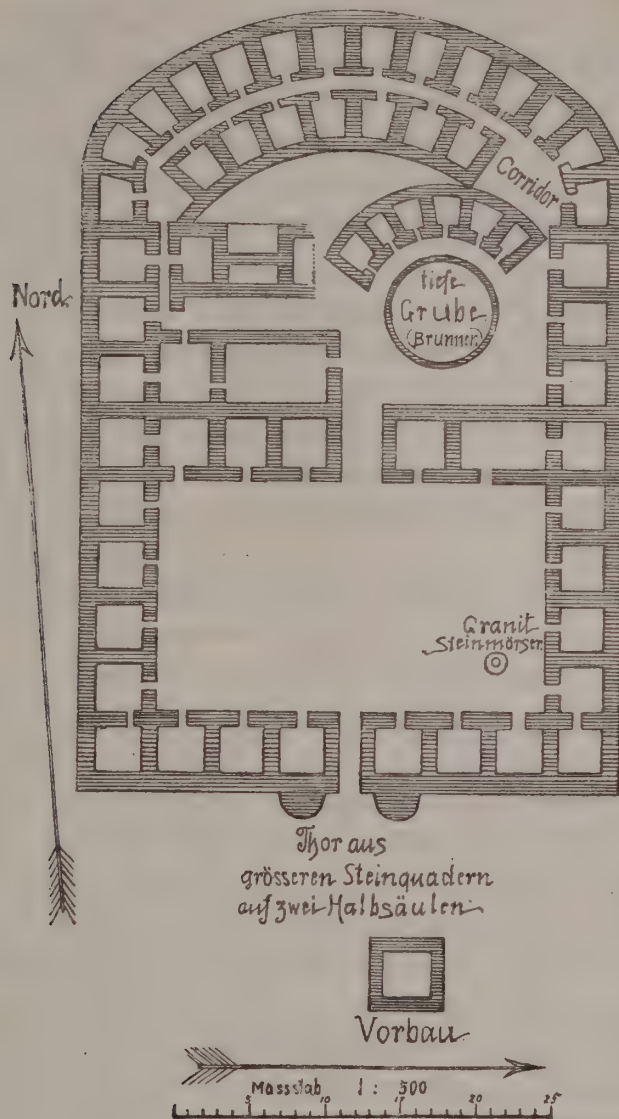 Corridor
Nord.
tiefe
Grube
(Brunnen)
Granit
Steinmörser
Thor aus
grösseren Steinquadern
auf zwei Halbsäulen.
Vorbau.
Massstab 1 : 500
5 10 15 20 25